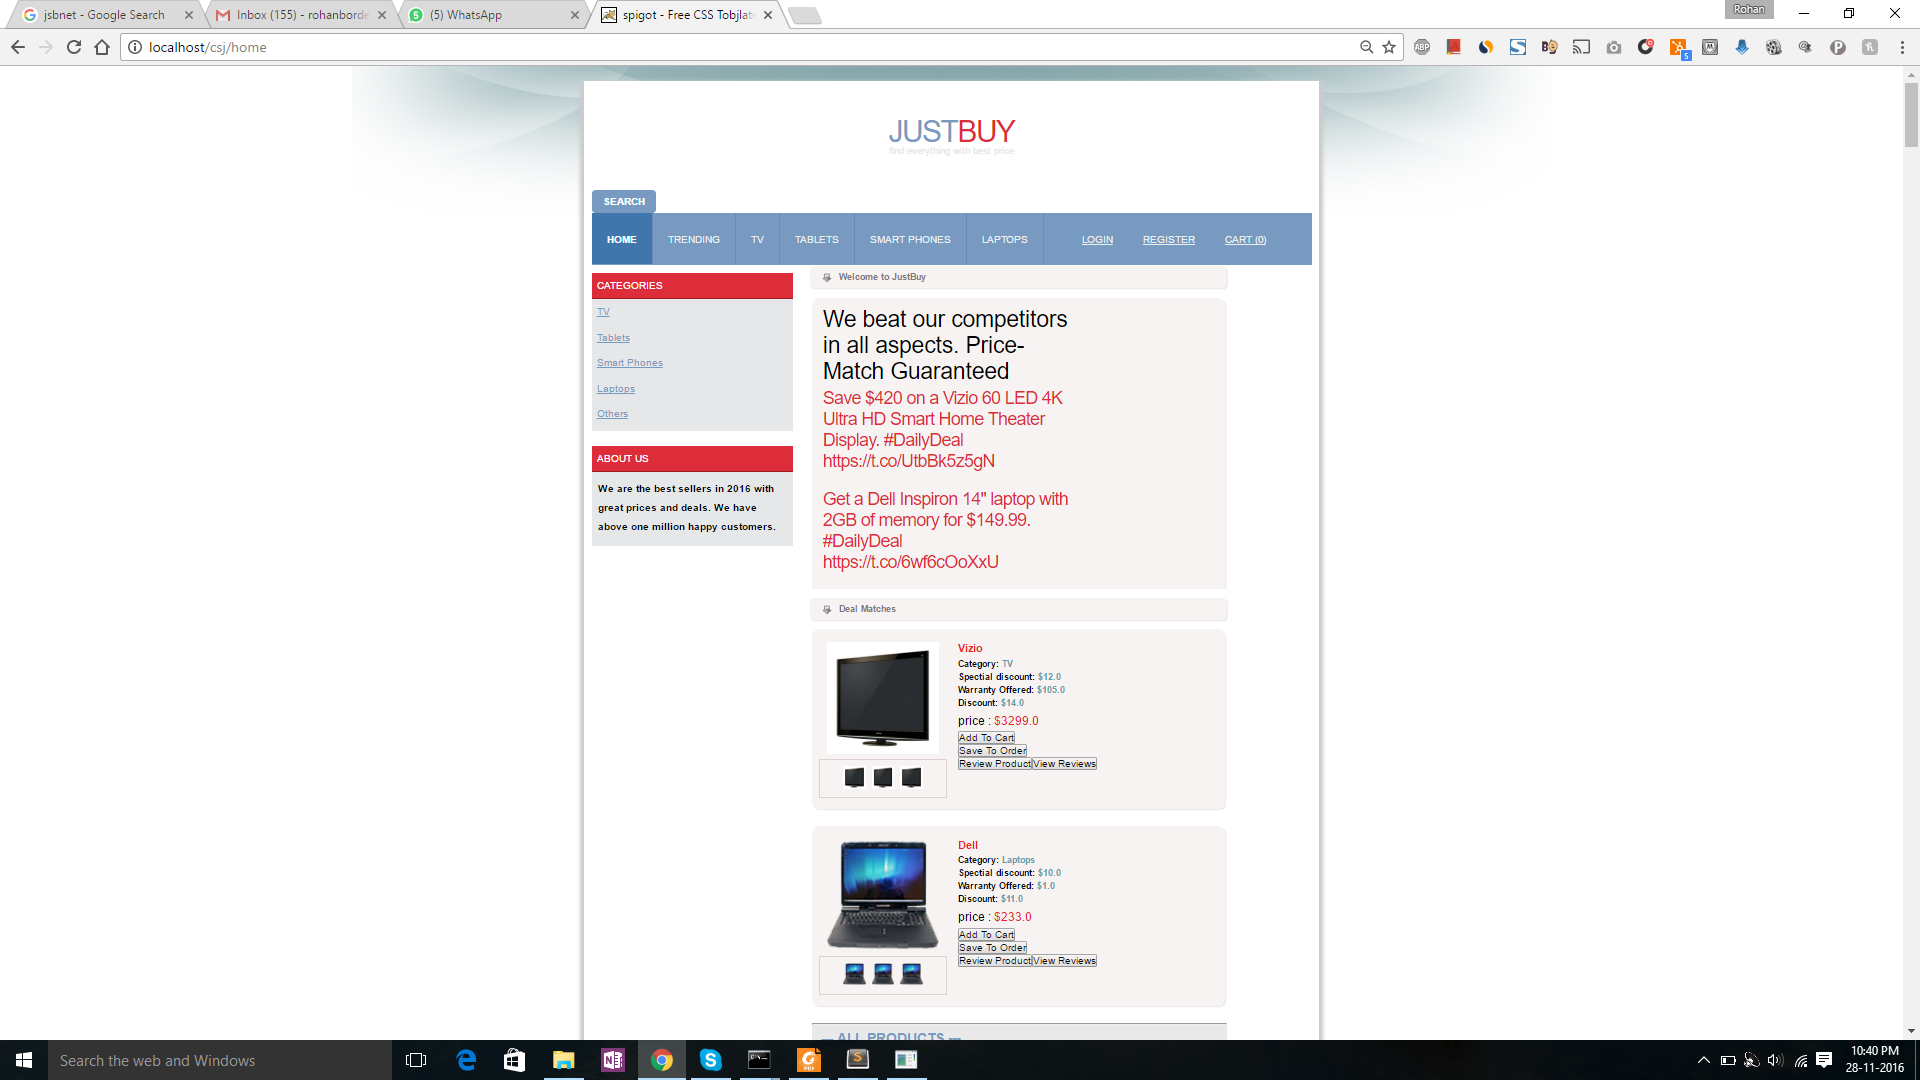 jsbnet - Google Search
Inbox (155) - rohanborde
(5) WhatsApp
spigot - Free CSS Tobjlate
Rohan
localhost/csj/home
ABP
5
JUSTBUY
find everything with best price
SEARCH
HOME
TRENDING
TV
TABLETS
SMART PHONES
LAPTOPS
LOGIN
REGISTER
CART (0)
CATEGORIES
TV
Tablets
Smart Phones
Laptops
Others
ABOUT US
We are the best sellers in 2016 with
great prices and deals. We have
above one million happy customers.
Welcome to JustBuy
We beat our competitors
in all aspects. Price-
Match Guaranteed
Save $420 on a Vizio 60 LED 4K
Ultra HD Smart Home Theater
Display. #DailyDeal
https://t.co/UtbBk5z5gN
Get a Dell Inspiron 14" laptop with
2GB of memory for $149.99.
#DailyDeal
https://t.co/6wf6cOoXxU
Deal Matches
Vizio
Category: TV
Spectial discount: $12.0
Warranty Offered: $105.0
Discount: $14.0
price : $3299.0
Add To Cart
Save To Order
Review Product View Reviews
Dell
Category: Laptops
Spectial discount: $10.0
Warranty Offered: $1.0
Discount: $11.0
price : $233.0
Add To Cart
Save To Order
Review Product View Reviews
ALL PRODUCTS
Search the web and Windows
10:40 PM
28-11-2016